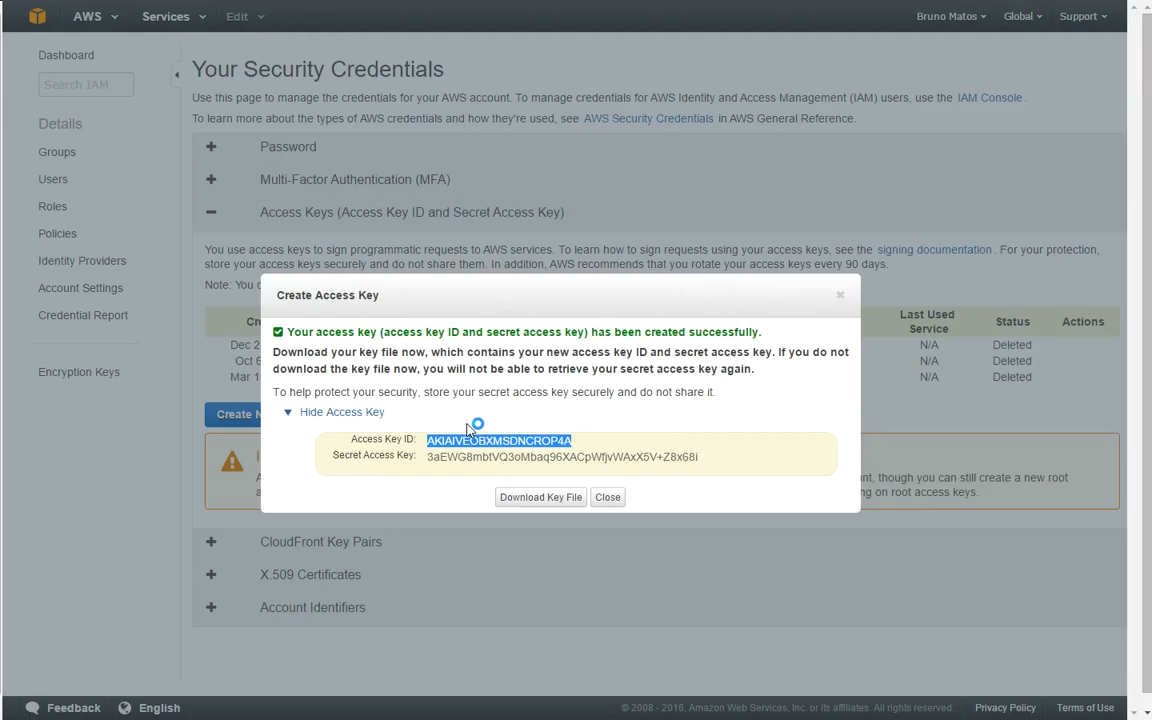 AWS Services Edit Bruno Matos Global Support
Dashboard
Search IAM
Details
Groups
Users
Roles
Policies
Identity Providers
Account Settings
Credential Report
Encryption Keys
Your Security Credentials
Use this page to manage the credentials for your AWS account. To manage credentials for AWS Identity and Access Management (IAM) users, use the IAM Console.
To learn more about the types of AWS credentials and how they're used, see AWS Security Credentials in AWS General Reference.
Password
Multi-Factor Authentication (MFA)
Access Keys (Access Key ID and Secret Access Key)
You use access keys to sign programmatic requests to AWS services. To learn how to sign requests using your access keys, see the signing documentation. For your protection,
store your access keys securely and do not share them. In addition, AWS recommends that you rotate your access keys every 90 days.
Note: You c
Cr Last Used Service Status Actions
Dec 2 N/A Deleted
Oct 6 N/A Deleted
Mar 1 N/A Deleted
Create N
count, though you can still create a new root
ng on root access keys.
Create Access Key
Your access key (access key ID and secret access key) has been created successfully.
Download your key file now, which contains your new access key ID and secret access key. If you do not
download the key file now, you will not be able to retrieve your secret access key again.
To help protect your security, store your secret access key securely and do not share it.
Hide Access Key
Access Key ID: AKIAIVEOBXMSDNCROP4A
Secret Access Key: 3aEWG8mbtVQ3oMbaq96XACpWfjvWAxX5V+Z8x68i
Download Key File Close
CloudFront Key Pairs
X.509 Certificates
Account Identifiers
Feedback English © 2008 - 2016, Amazon Web Services, Inc. or its affiliates. All rights reserved. Privacy Policy Terms of Use